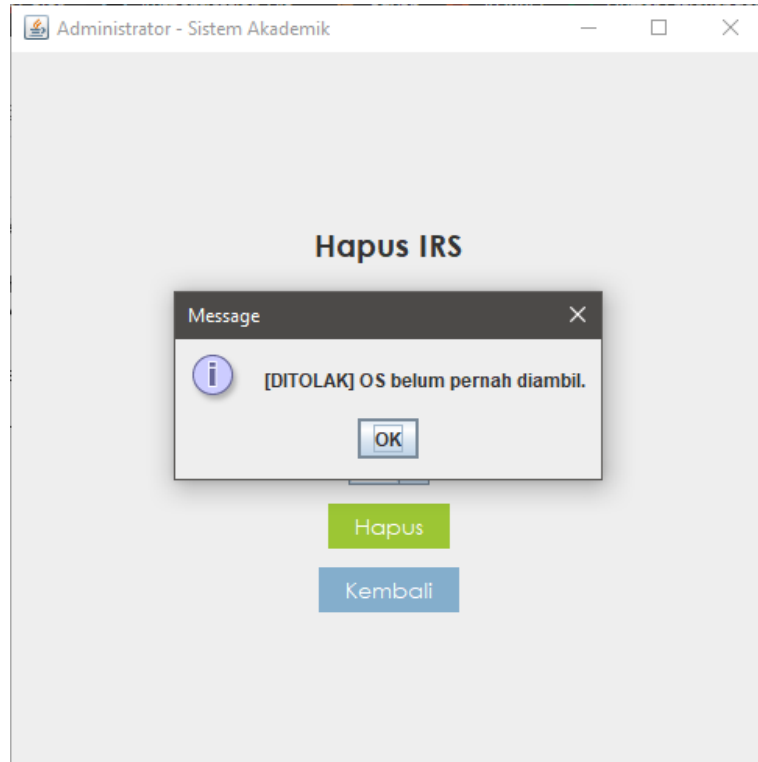 Administrator - Sistem Akademik
Hapus IRS
Message
[DITOLAK] OS belum pernah diambil.
OK
Hapus
Kembali